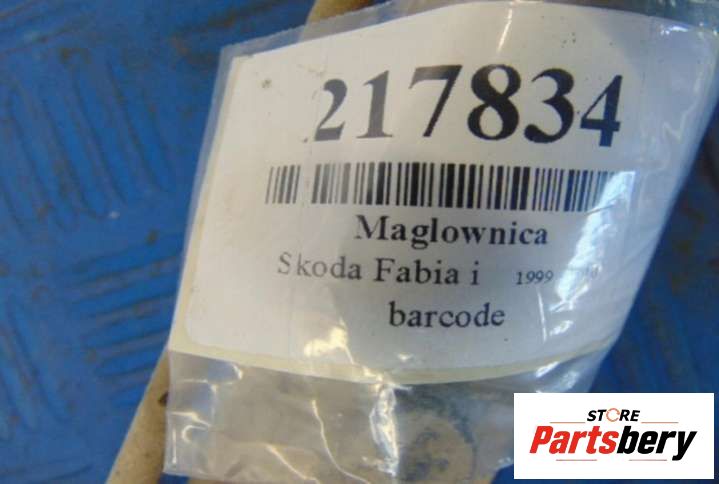 217834
Maglownica
Skoda Fabia i 1999
barcode
STORE
Partsbery